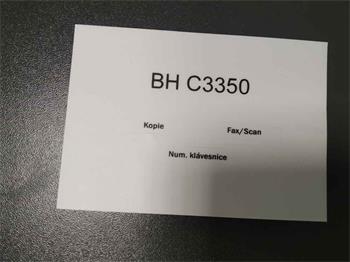 BH C3350
Kopie Fax/Scan
Num. klávesnice